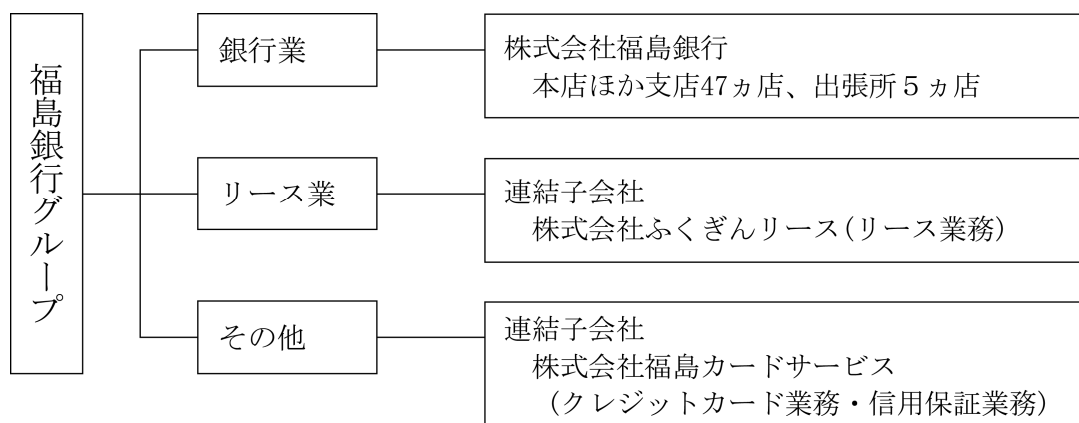 福島銀行グループ
銀行業
株式会社福島銀行
本店ほか支店47ヵ店、出張所５ヵ店
リース業
連結子会社
株式会社ふくぎんリース(リース業務)
その他
連結子会社
株式会社福島カードサービス
(クレジットカード業務・信用保証業務)